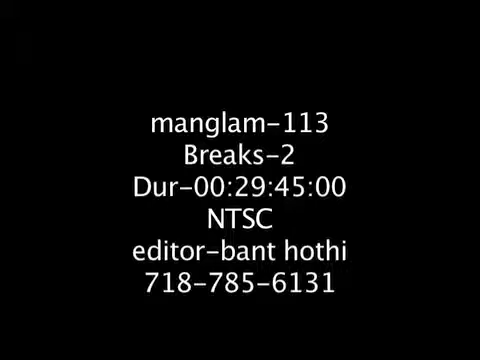 manglam-113
Breaks-2
Dur-00:29:45:00
NTSC
editor-bant hothi
718-785-6131